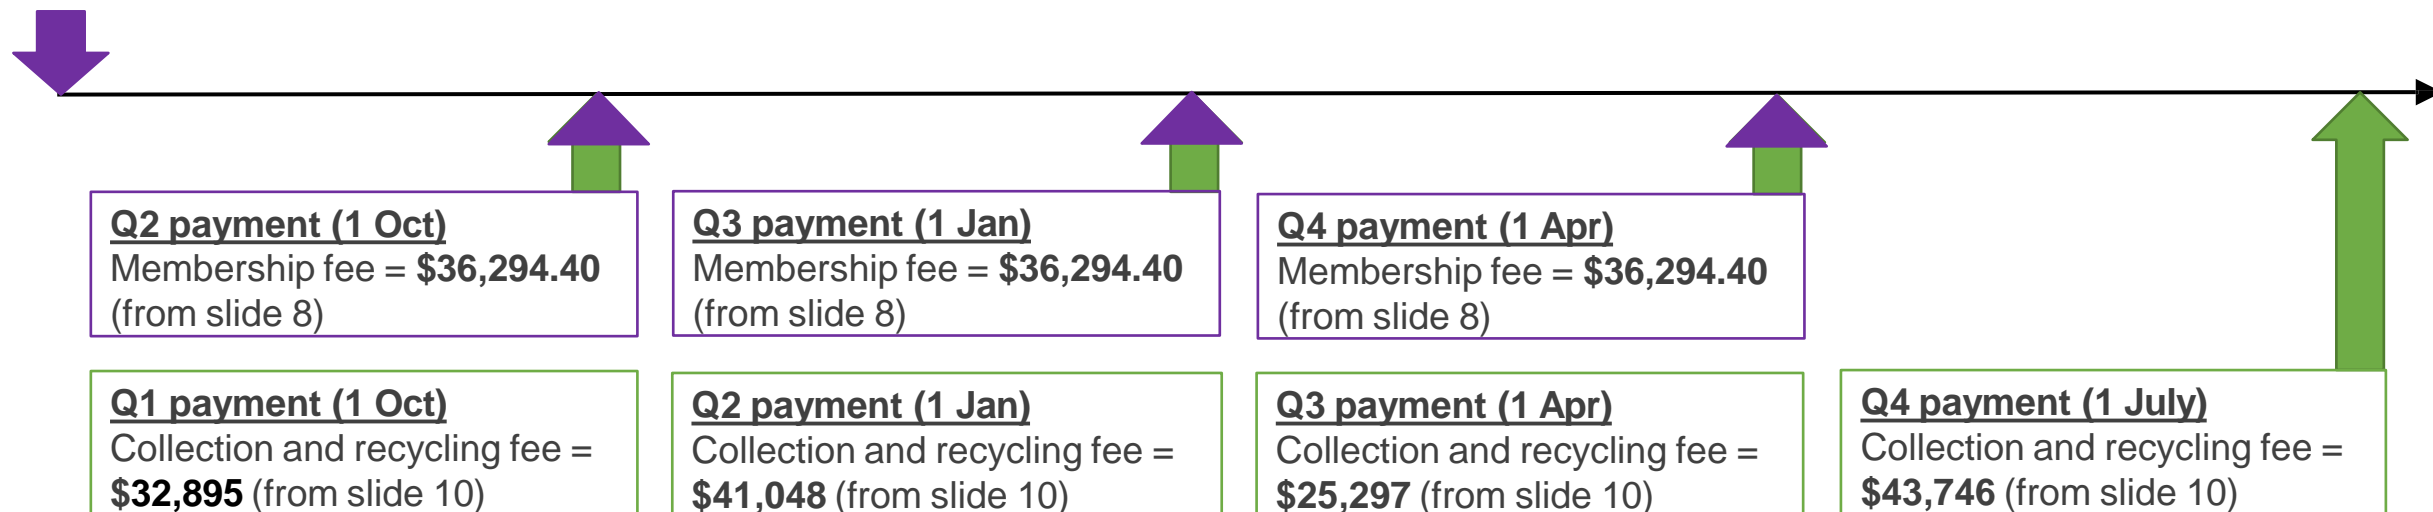 Q2 payment (1 Oct)
Membership fee = $36,294.40
(from slide 8)
Q3 payment (1 Jan)
Membership fee = $36,294.40
(from slide 8)
Q4 payment (1 Apr)
Membership fee = $36,294.40
(from slide 8)
Q1 payment (1 Oct)
Collection and recycling fee =
$32,895 (from slide 10)
Q2 payment (1 Jan)
Collection and recycling fee =
$41,048 (from slide 10)
Q3 payment (1 Apr)
Collection and recycling fee =
$25,297 (from slide 10)
Q4 payment (1 July)
Collection and recycling fee =
$43,746 (from slide 10)